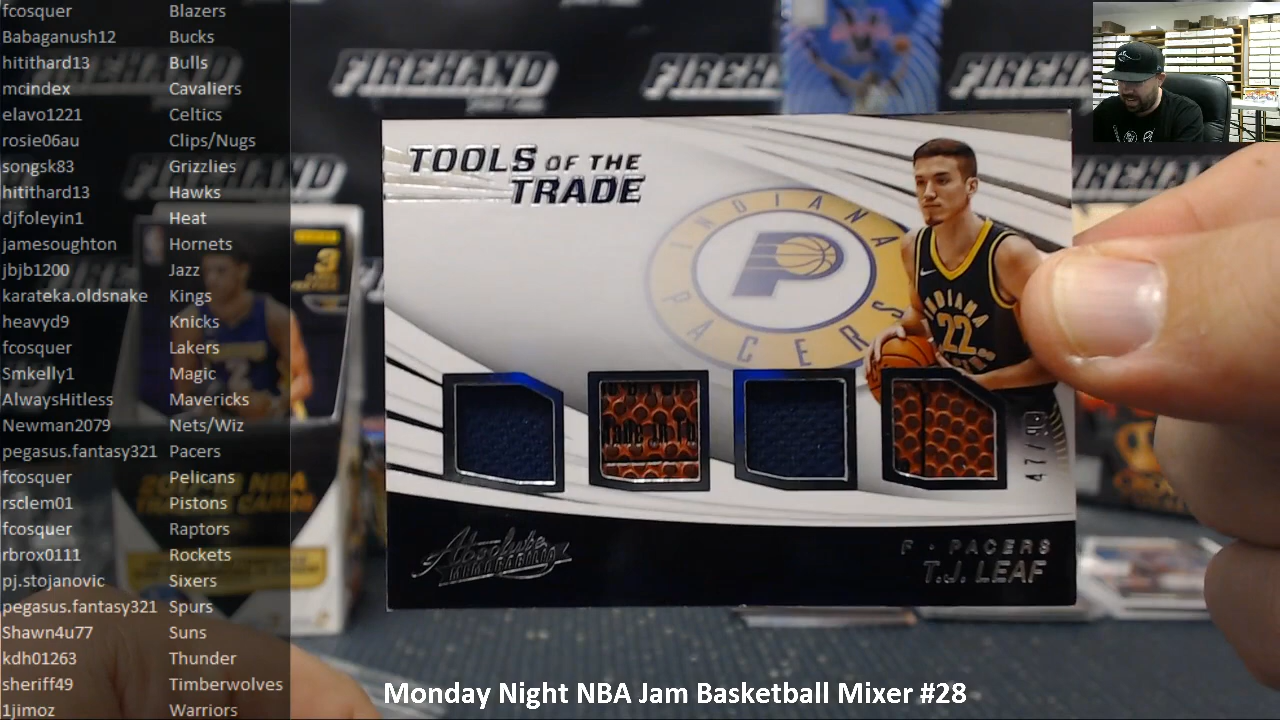 fcosquer Blazers
Babaganush12 Bucks
hitithard13 Bulls
mcindex Cavaliers
elavo1221 Celtics
rosie06au Clips/Nugs
songsk83 Grizzlies
hitithard13 Hawks
djfoleyin1 Heat
jamesoughton Hornets
jbjb1200 Jazz
karateka.oldsnake Kings
heavyd9 Knicks
fcosquer Lakers
Smkelly1 Magic
AlwaysHitless Mavericks
Newman2079 Nets/Wiz
pegasus.fantasy321 Pacers
fcosquer Pelicans
rsclem01 Pistons
fcosquer Raptors
rbrox0111 Rockets
pj.stojanovic Sixers
pegasus.fantasy321 Spurs
Shawn4u77 Suns
kdh01263 Thunder
sheriff49 Timberwolves
1jimoz Warriors
FIREHAND FIREHAND FIREHAND
TOOLS OF THE
TRADE
INDIANA
PACERS
INDIANA
22
47/99
Absolute
MEMORABILIA
F · PACERS
T.J. LEAF
Monday Night NBA Jam Basketball Mixer #28